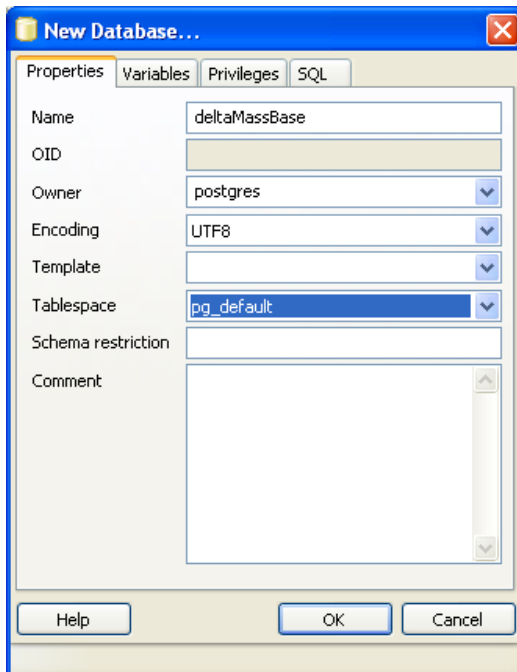 New Database...
Properties Variables Privileges SQL
Name deltaMassBase
OID
Owner postgres
Encoding UTF8
Template
Tablespace pg_default
Schema restriction
Comment
Help OK Cancel